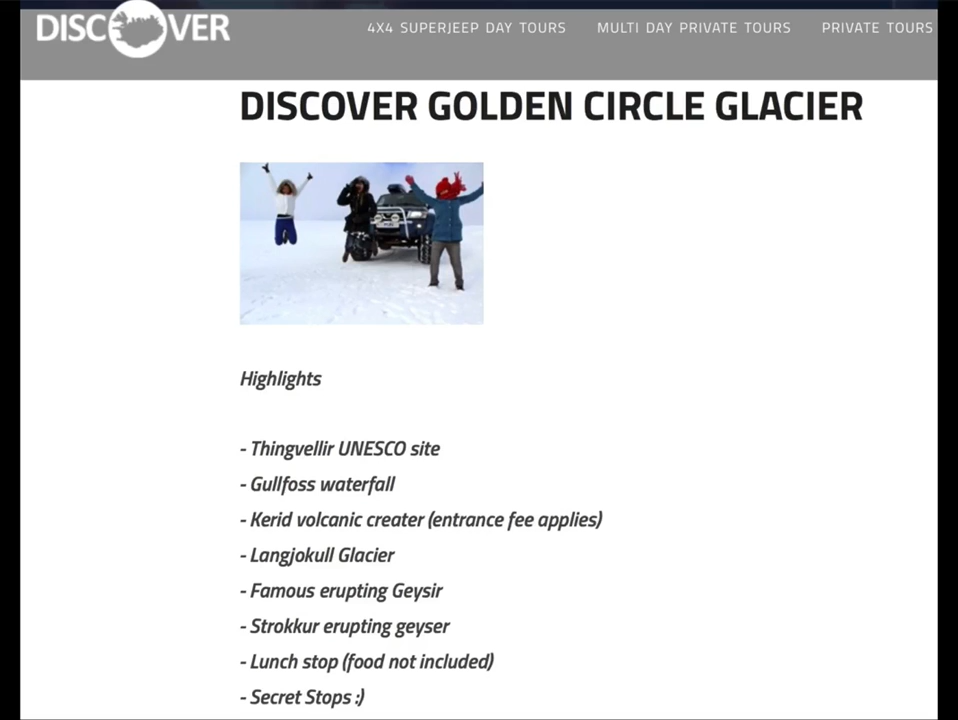 DISCOVER
4X4 SUPERJEEP DAY TOURS MULTI DAY PRIVATE TOURS PRIVATE TOURS
DISCOVER GOLDEN CIRCLE GLACIER
Highlights
- Thingvellir UNESCO site
- Gullfoss waterfall
- Kerid volcanic creater (entrance fee applies)
- Langjokull Glacier
- Famous erupting Geysir
- Strokkur erupting geyser
- Lunch stop (food not included)
- Secret Stops :)